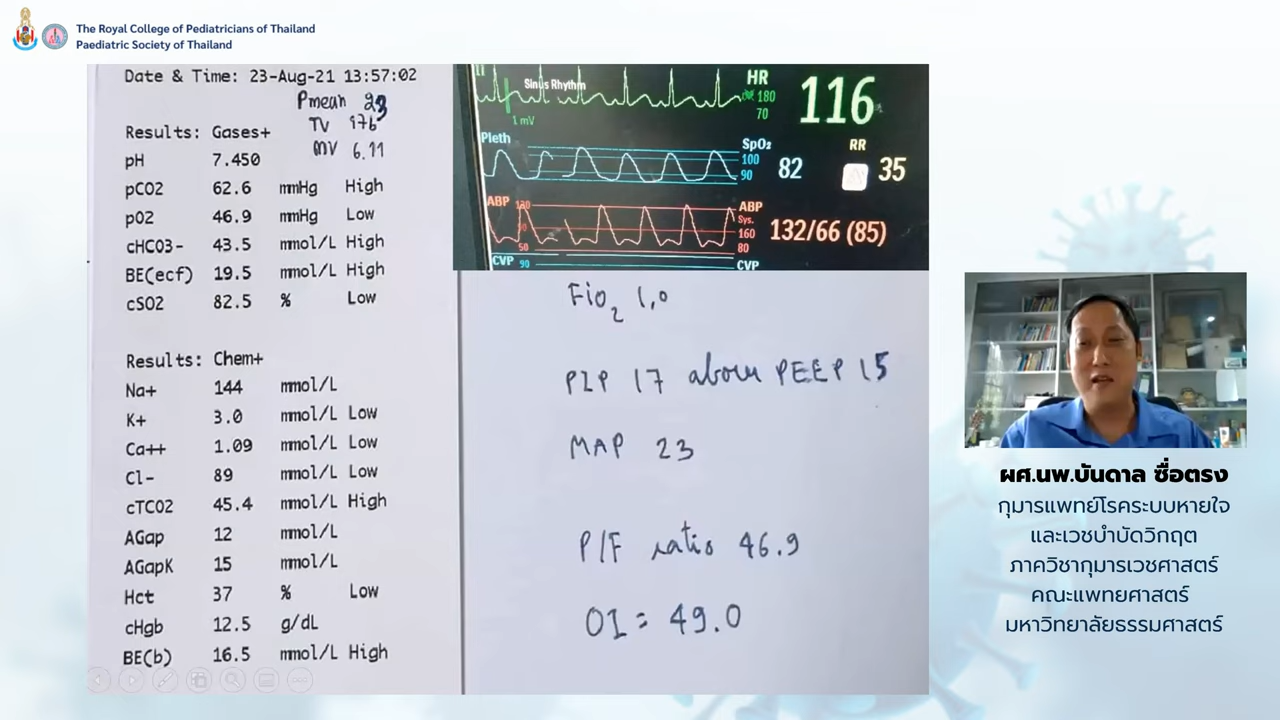 The Royal College of Pediatricians of Thailand
Paediatric Society of Thailand
Date & Time: 23-Aug-21 13:57:02
Pmean 23
TV 176
MV 6.11
Results: Gases+
pH 7.450
pCO2 62.6 mmHg High
pO2 46.9 mmHg Low
cHCO3- 43.5 mmol/L High
BE(ecf) 19.5 mmol/L High
cSO2 82.5 % Low
Results: Chem+
Na+ 144 mmol/L
K+ 3.0 mmol/L Low
Ca++ 1.09 mmol/L Low
Cl- 89 mmol/L Low
cTCO2 45.4 mmol/L High
AGap 12 mmol/L
AGapK 15 mmol/L
Hct 37 % Low
cHgb 12.5 g/dL
BE(b) 16.5 mmol/L High
II Sinus Rhythm
1 mV
HR
180
70
116
Pleth
SpO₂
100
90
82
RR
35
ABP
50
ABP
Sys.
160
80
132/66 (85)
CVP 90
CVP
FiO2 1,0
PIP 17 above PEEP 15
MAP 23
P/F ratio 46.9
OI = 49.0
ผศ.นพ.บันดาล ซื่อตรง
กุมารแพทย์โรคระบบหายใจ
และเวชบำบัดวิกฤต
ภาควิชากุมารเวชศาสตร์
คณะแพทยศาสตร์
มหาวิทยาลัยธรรมศาสตร์